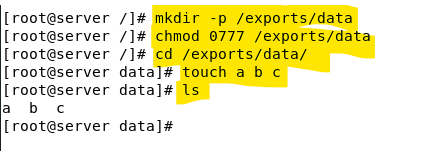 [root@server /]# mkdir -p /exports/data
[root@server /]# chmod 0777 /exports/data
[root@server /]# cd /exports/data/
[root@server data]# touch a b c
[root@server data]# ls
a  b  c
[root@server data]#